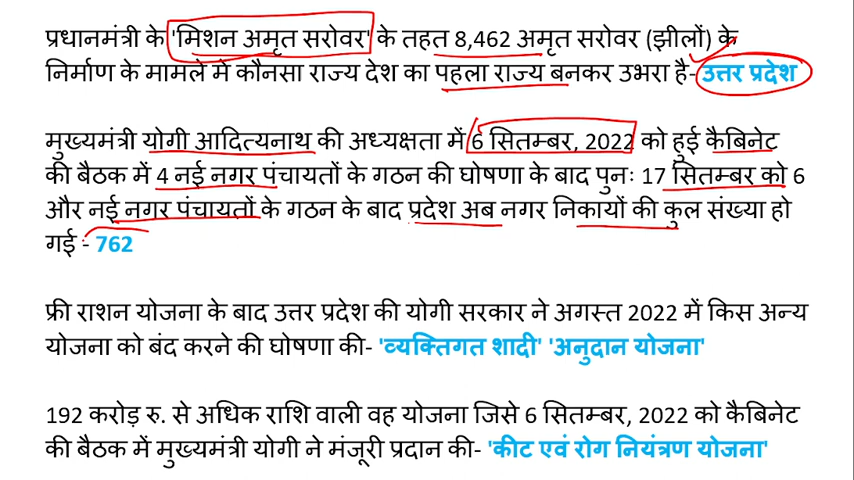 प्रधानमंत्री के 'मिशन अमृत सरोवर' के तहत 8,462 अमृत सरोवर (झीलों) के
निर्माण के मामले में कौनसा राज्य देश का पहला राज्य बनकर उभरा है- उत्तर प्रदेश
मुख्यमंत्री योगी आदित्यनाथ की अध्यक्षता में 6 सितम्बर, 2022 को हुई कैबिनेट
की बैठक में 4 नई नगर पंचायतों के गठन की घोषणा के बाद पुनः 17 सितम्बर को 6
और नई नगर पंचायतों के गठन के बाद प्रदेश अब नगर निकायों की कुल संख्या हो
गई - 762
फ्री राशन योजना के बाद उत्तर प्रदेश की योगी सरकार ने अगस्त 2022 में किस अन्य
योजना को बंद करने की घोषणा की- 'व्यक्तिगत शादी' 'अनुदान योजना'
192 करोड़ रु. से अधिक राशि वाली वह योजना जिसे 6 सितम्बर, 2022 को कैबिनेट
की बैठक में मुख्यमंत्री योगी ने मंजूरी प्रदान की- 'कीट एवं रोग नियंत्रण योजना'